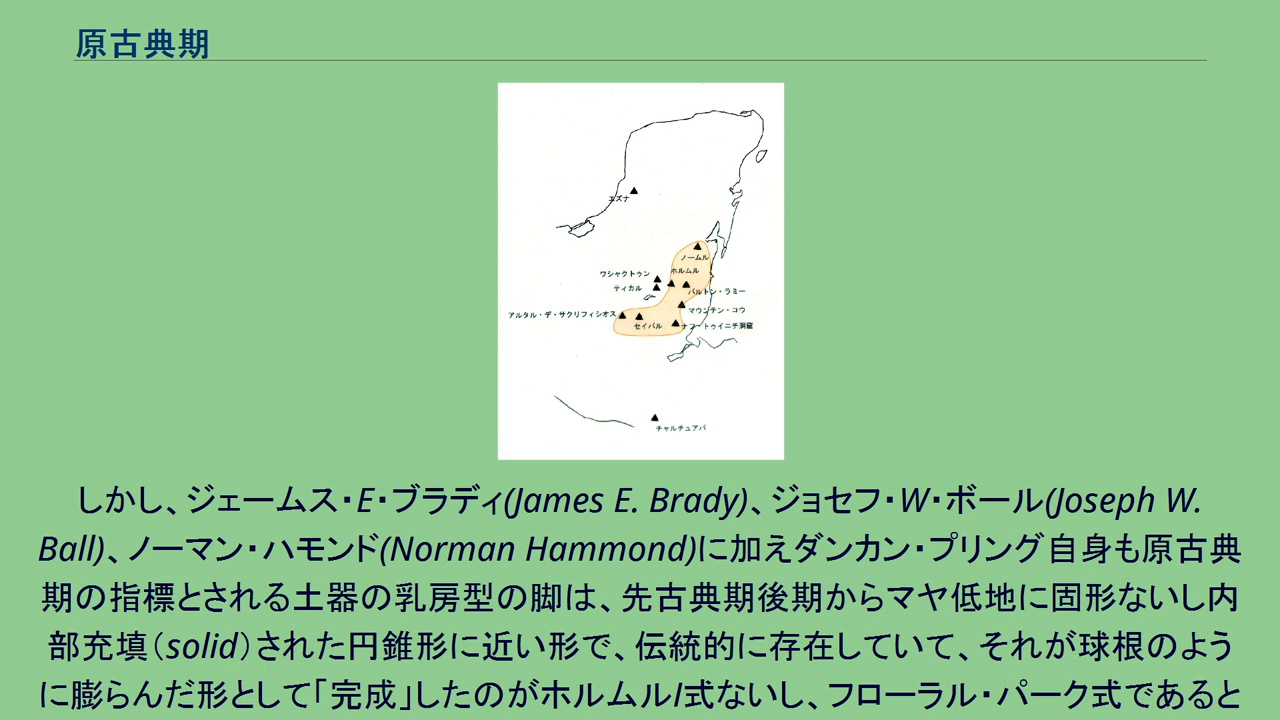 原古典期
エズナ
ノームル
ホルムル
ワシャクトゥン
ティカル
バルトン・ラミー
マウンテン・コウ
アルタル・デ・サクリフィシオス
セイバル
ナフ・トゥイニチ洞窟
チャルチュアパ
しかし、ジェームス・E・ブラディ(James E. Brady)、ジョセフ・W・ボール(Joseph W.
Ball)、ノーマン・ハモンド(Norman Hammond)に加えダンカン・プリング自身も原古典
期の指標とされる土器の乳房型の脚は、先古典期後期からマヤ低地に固形ないし内
部充填（solid）された円錐形に近い形で、伝統的に存在していて、それが球根のよう
に膨らんだ形として「完成」したのがホルムルI式ないし、フローラル・パーク式であると